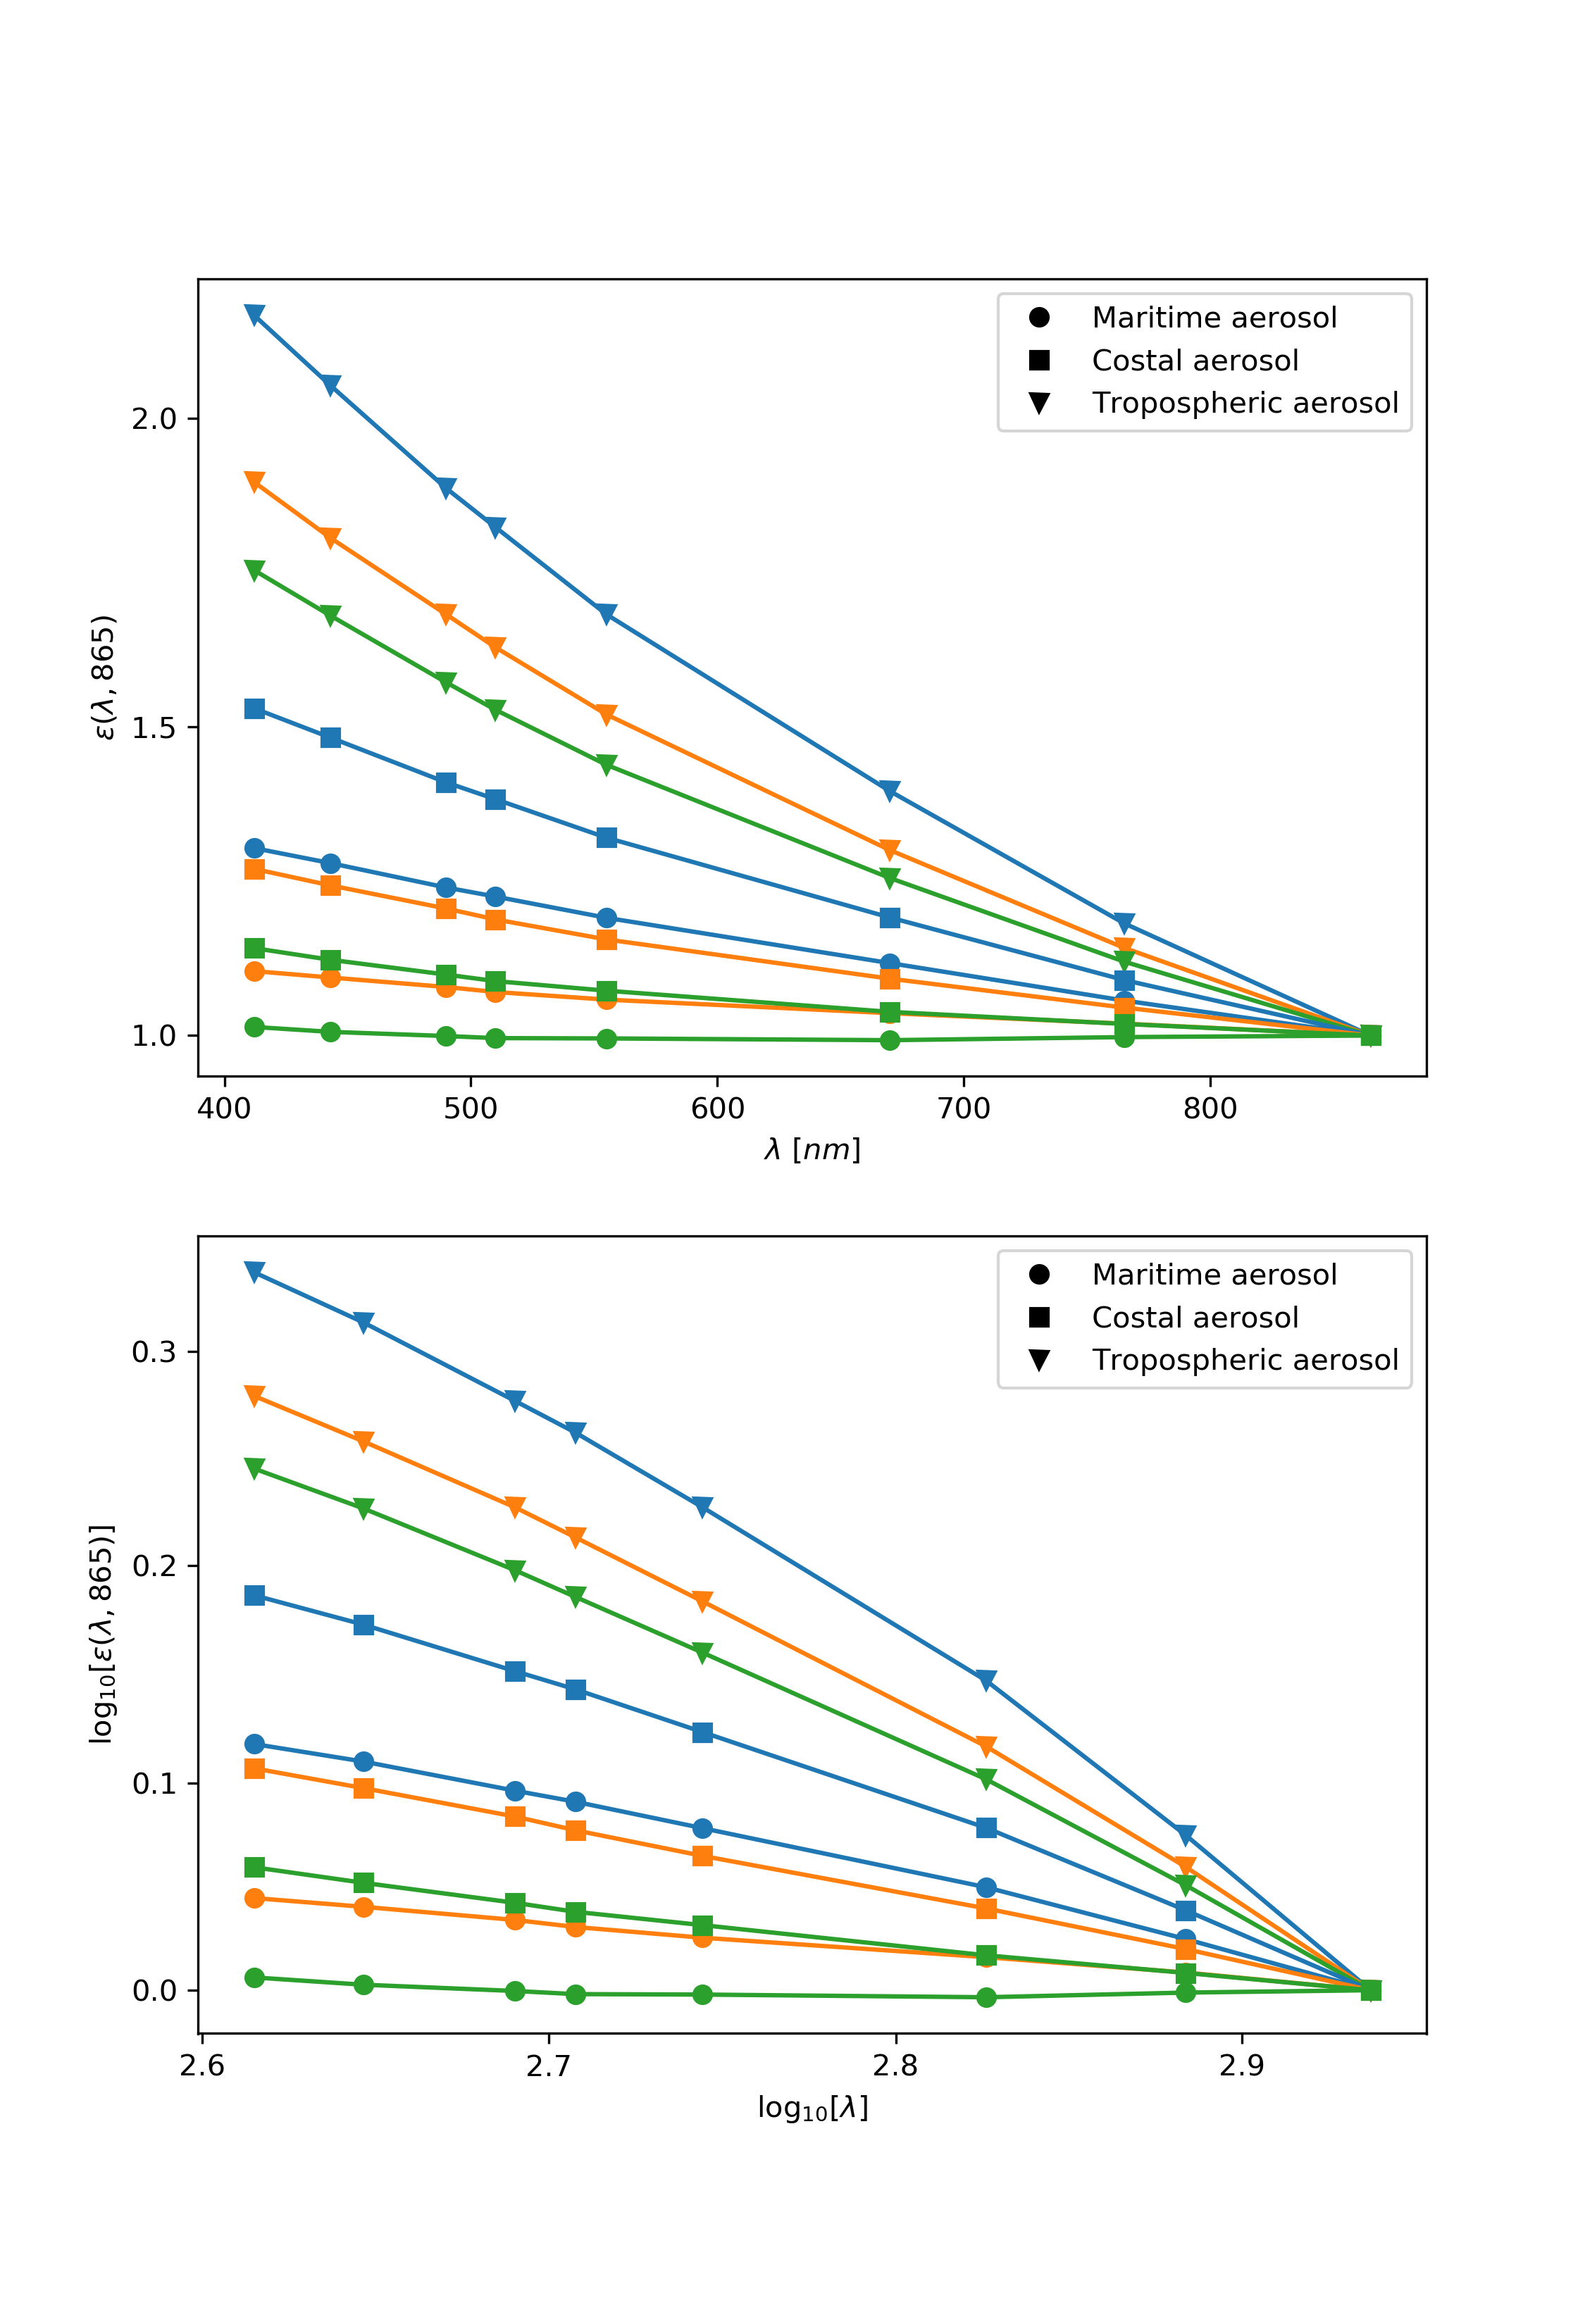 Maritime aerosol
Costal aerosol
Tropospheric aerosol
2.0
1.5
1.0
ε(λ, 865)
400 500 600 700 800
λ [nm]
Maritime aerosol
Costal aerosol
Tropospheric aerosol
0.3
0.2
0.1
0.0
log₁₀[ε(λ, 865)]
2.6 2.7 2.8 2.9
log₁₀[λ]